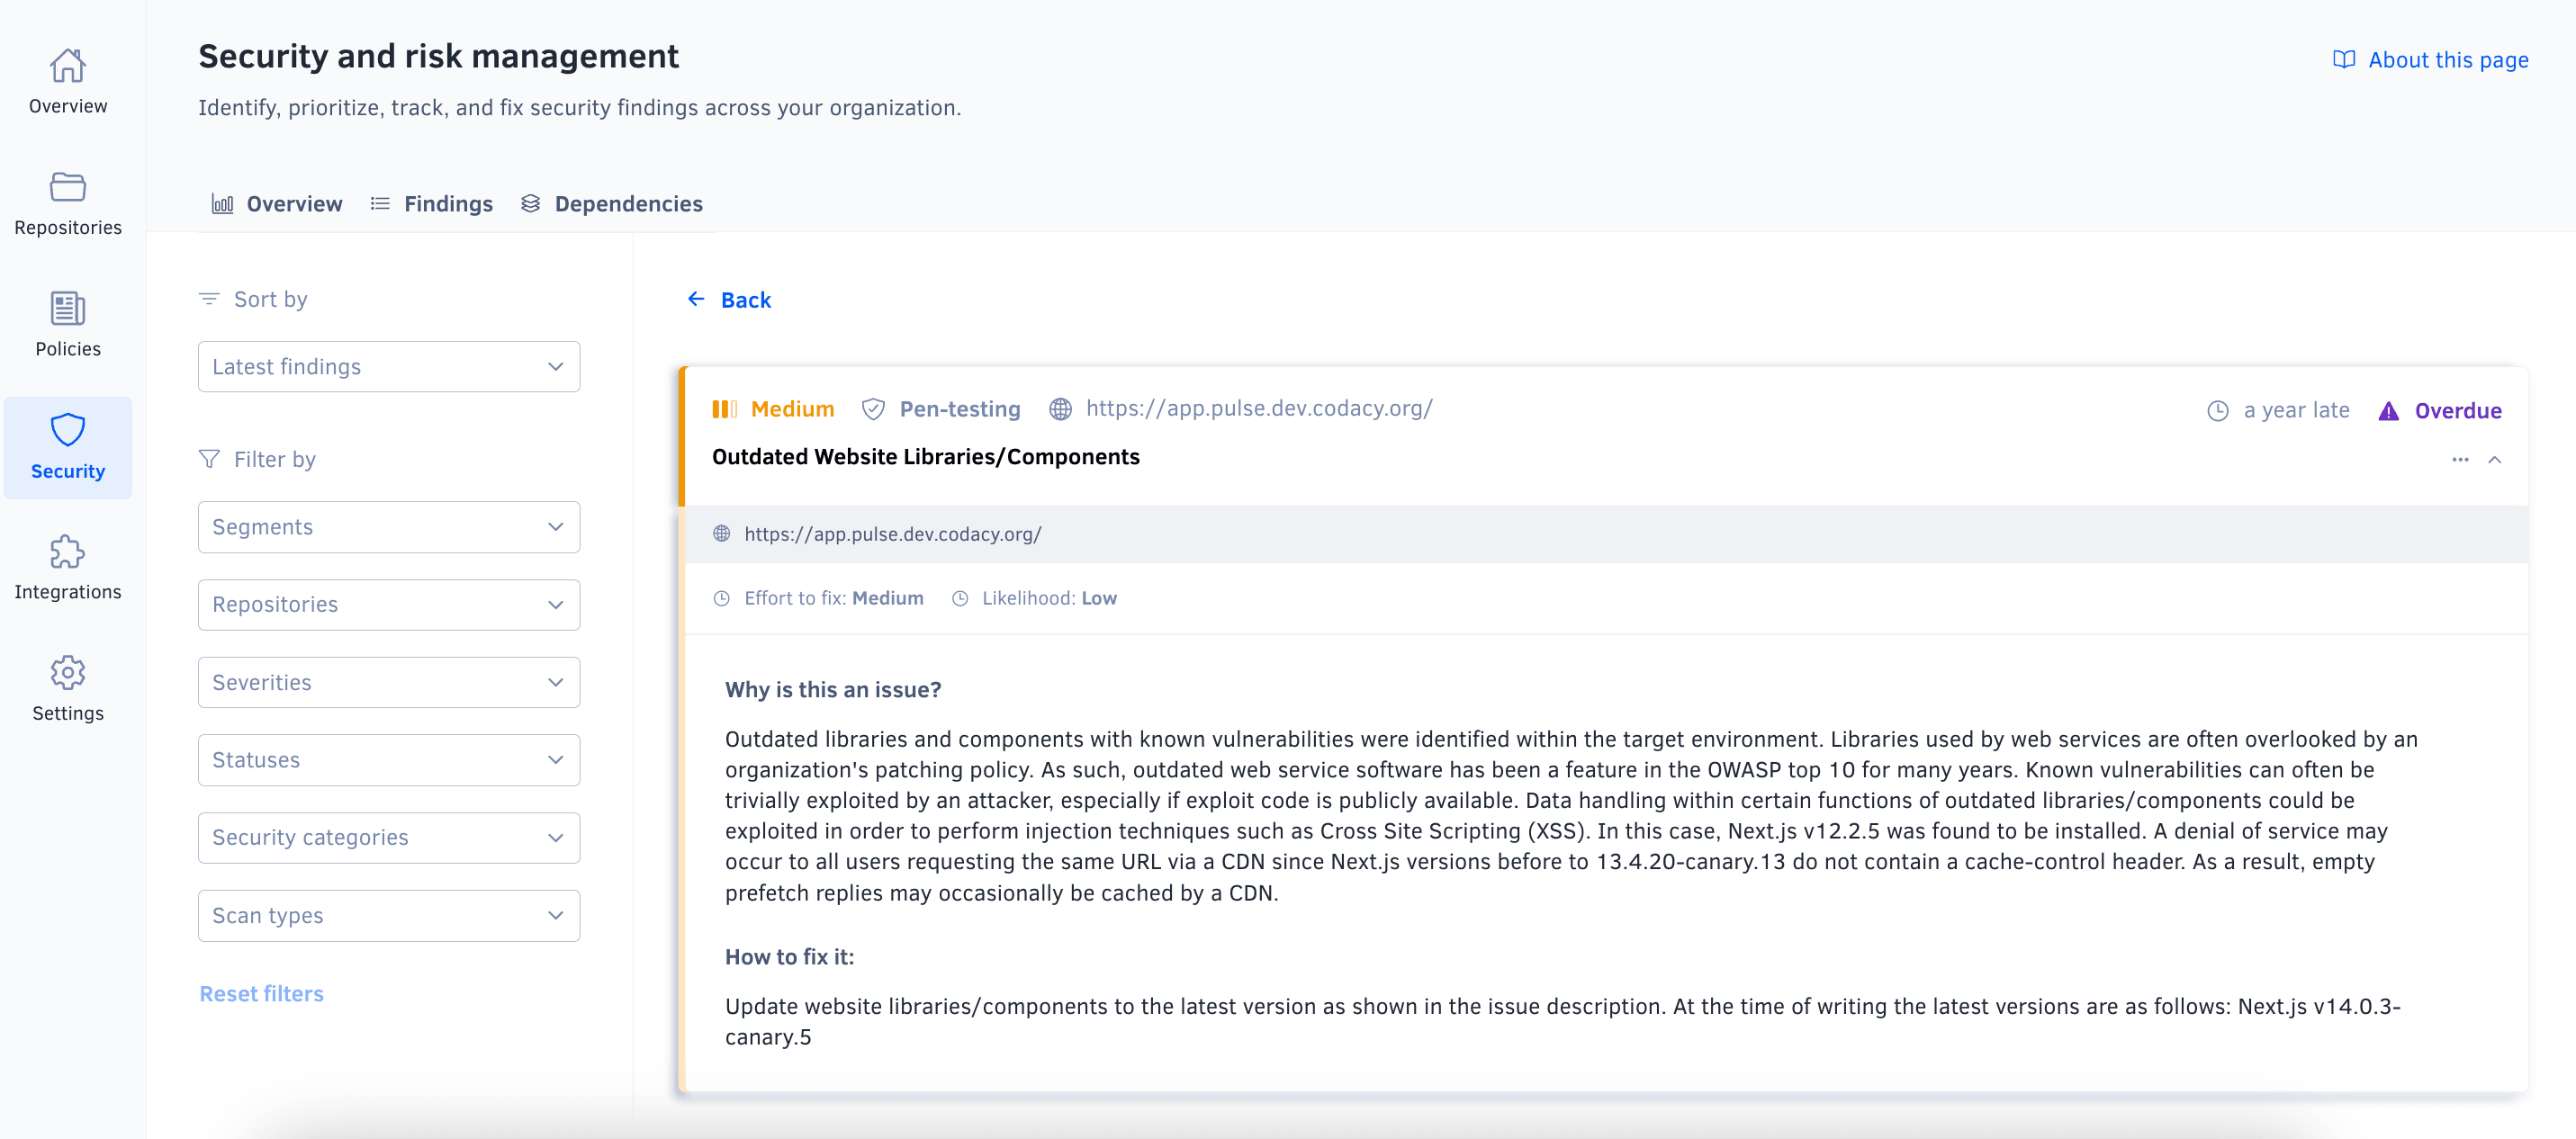 Overview
Repositories
Policies
Security
Integrations
Settings
Security and risk management
Identify, prioritize, track, and fix security findings across your organization.
About this page
Overview Findings Dependencies
Sort by
Latest findings
Filter by
Segments
Repositories
Severities
Statuses
Security categories
Scan types
Reset filters
Back
Medium Pen-testing https://app.pulse.dev.codacy.org/ a year late Overdue
Outdated Website Libraries/Components
https://app.pulse.dev.codacy.org/
Effort to fix: Medium Likelihood: Low
Why is this an issue?
Outdated libraries and components with known vulnerabilities were identified within the target environment. Libraries used by web services are often overlooked by an
organization's patching policy. As such, outdated web service software has been a feature in the OWASP top 10 for many years. Known vulnerabilities can often be
trivially exploited by an attacker, especially if exploit code is publicly available. Data handling within certain functions of outdated libraries/components could be
exploited in order to perform injection techniques such as Cross Site Scripting (XSS). In this case, Next.js v12.2.5 was found to be installed. A denial of service may
occur to all users requesting the same URL via a CDN since Next.js versions before to 13.4.20-canary.13 do not contain a cache-control header. As a result, empty
prefetch replies may occasionally be cached by a CDN.
How to fix it:
Update website libraries/components to the latest version as shown in the issue description. At the time of writing the latest versions are as follows: Next.js v14.0.3-
canary.5